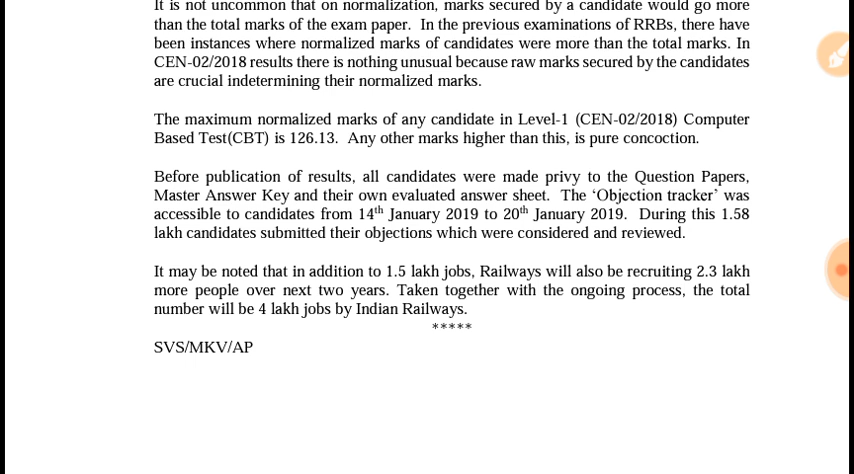 It is not uncommon that on normalization, marks secured by a candidate would go more
than the total marks of the exam paper. In the previous examinations of RRBs, there have
been instances where normalized marks of candidates were more than the total marks. In
CEN-02/2018 results there is nothing unusual because raw marks secured by the candidates
are crucial indetermining their normalized marks.
The maximum normalized marks of any candidate in Level-1 (CEN-02/2018) Computer
Based Test(CBT) is 126.13. Any other marks higher than this, is pure concoction.
Before publication of results, all candidates were made privy to the Question Papers,
Master Answer Key and their own evaluated answer sheet. The ‘Objection tracker’ was
accessible to candidates from 14th January 2019 to 20th January 2019. During this 1.58
lakh candidates submitted their objections which were considered and reviewed.
It may be noted that in addition to 1.5 lakh jobs, Railways will also be recruiting 2.3 lakh
more people over next two years. Taken together with the ongoing process, the total
number will be 4 lakh jobs by Indian Railways.
*****
SVS/MKV/AP